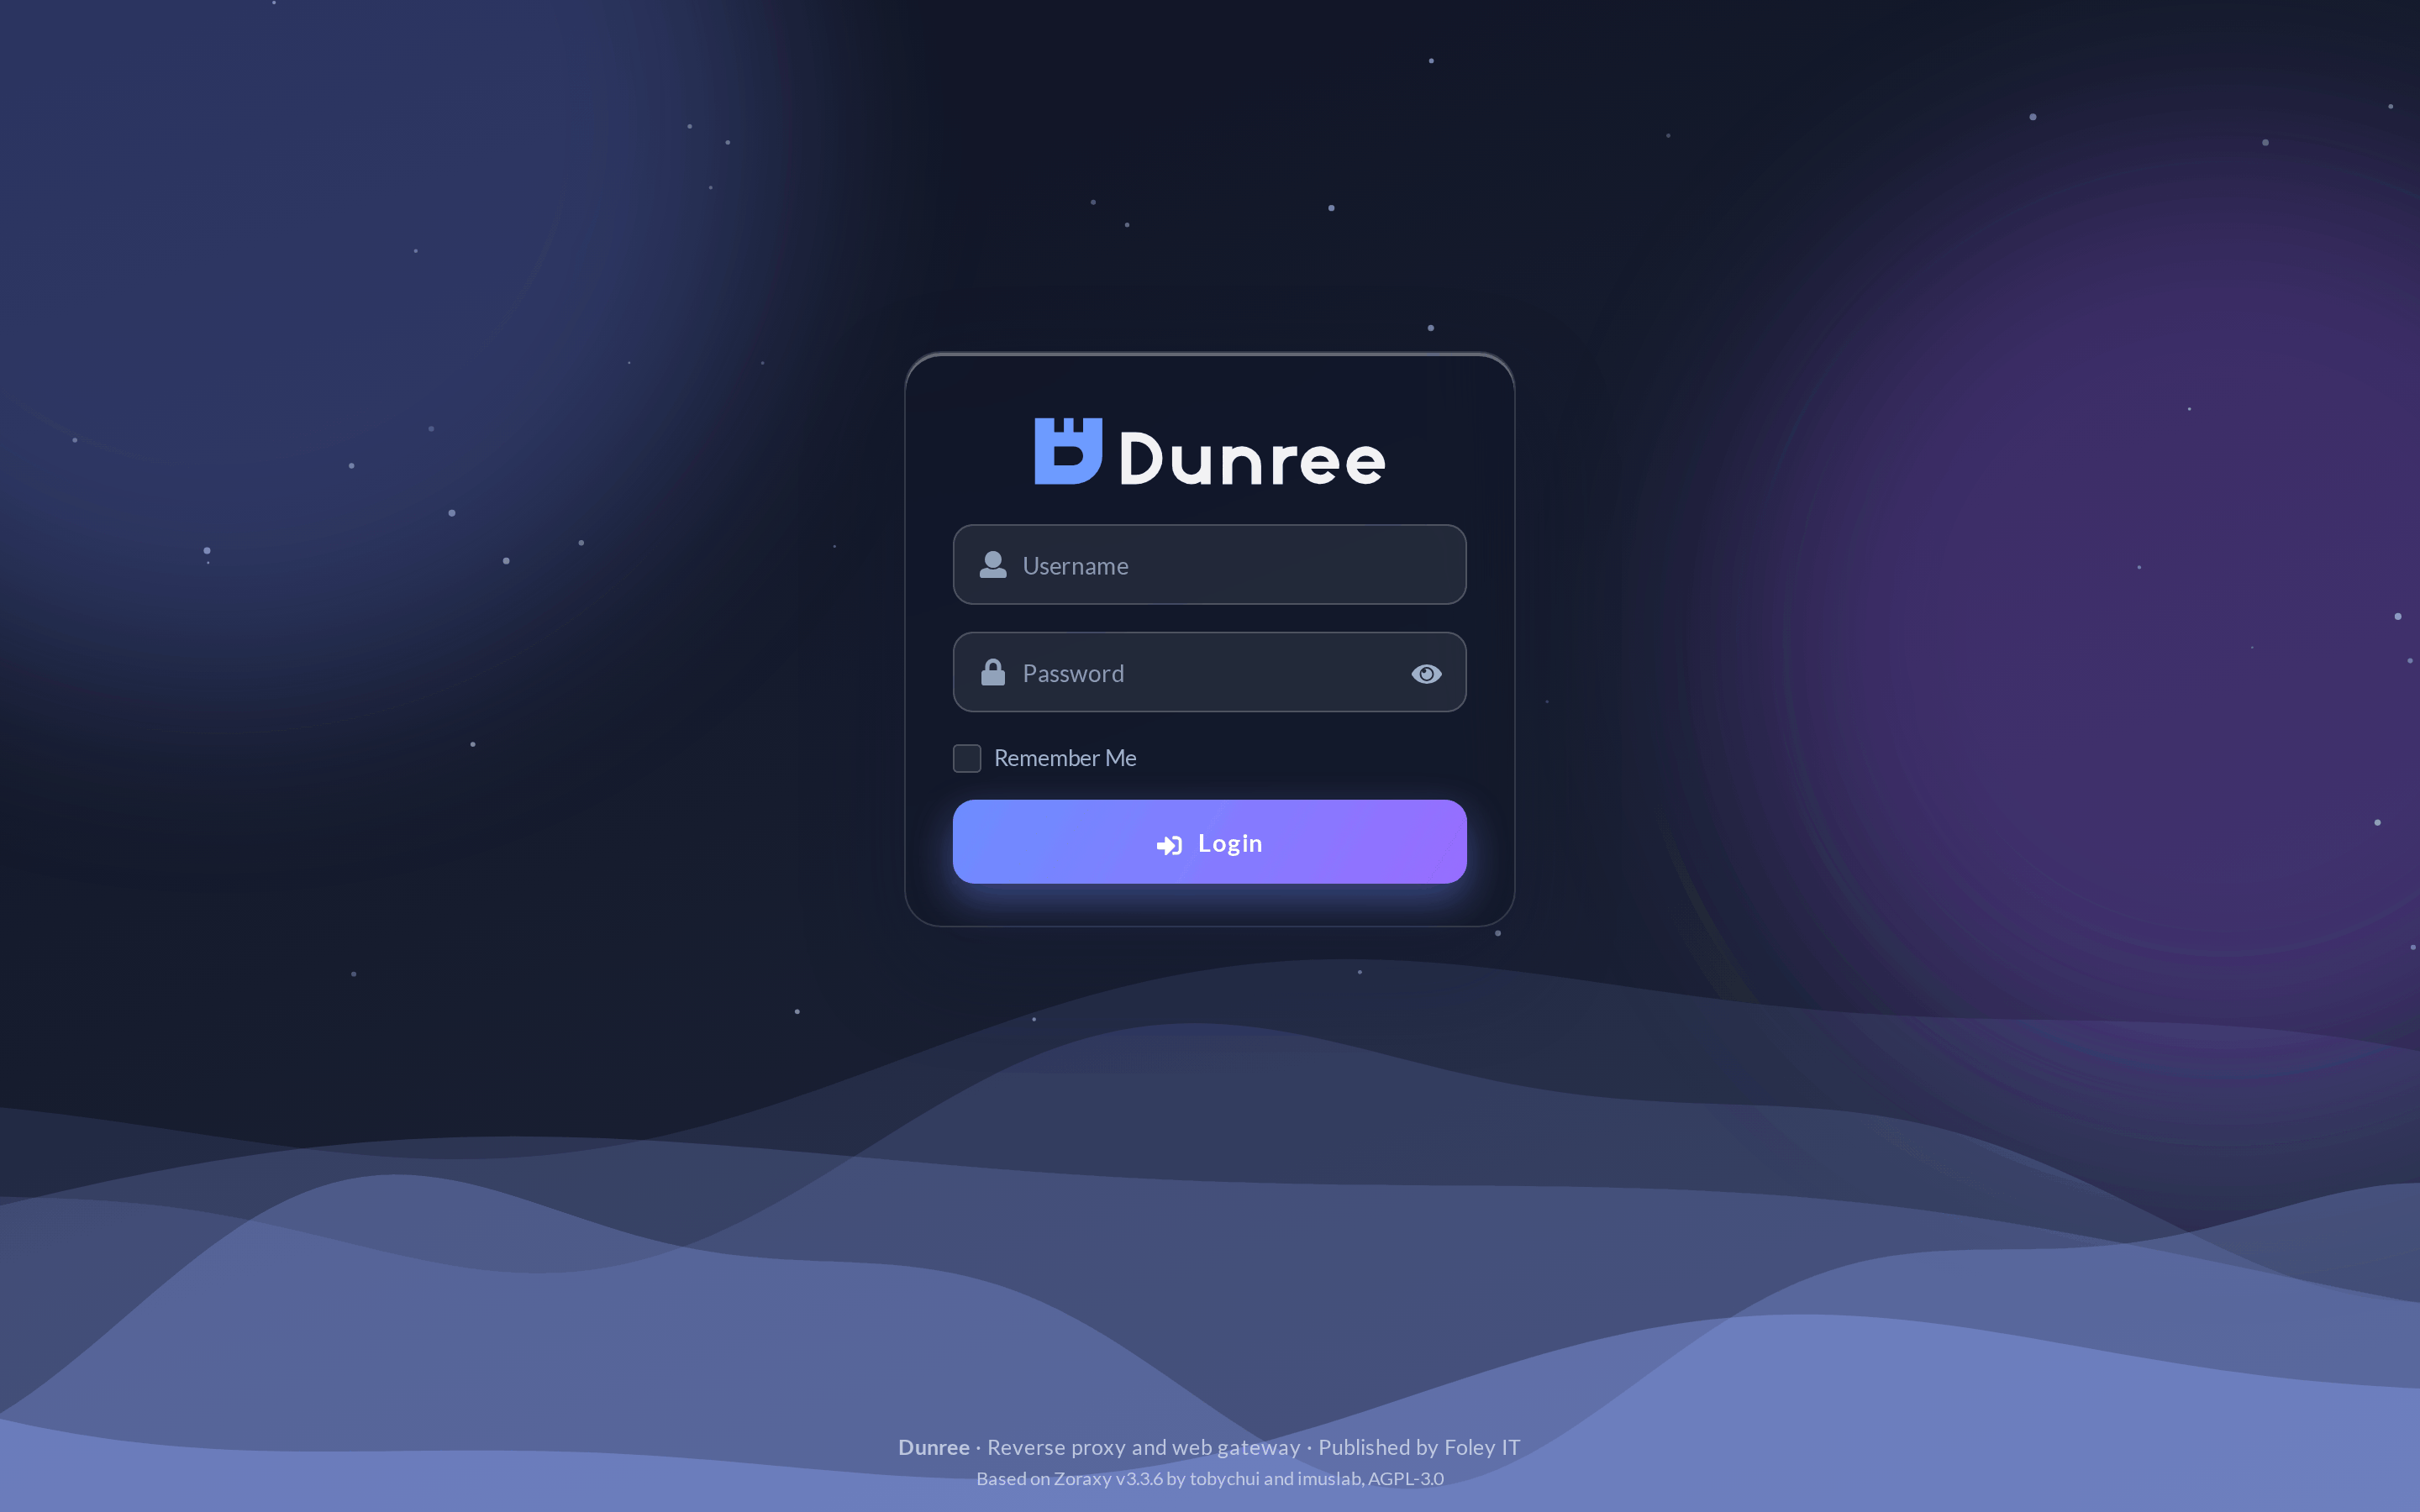 Dunree
Username
Password
Remember Me
Login
Dunree · Reverse proxy and web gateway · Published by Foley IT
Based on Zoraxy v3.3.6 by tobychui and imuslab, AGPL-3.0